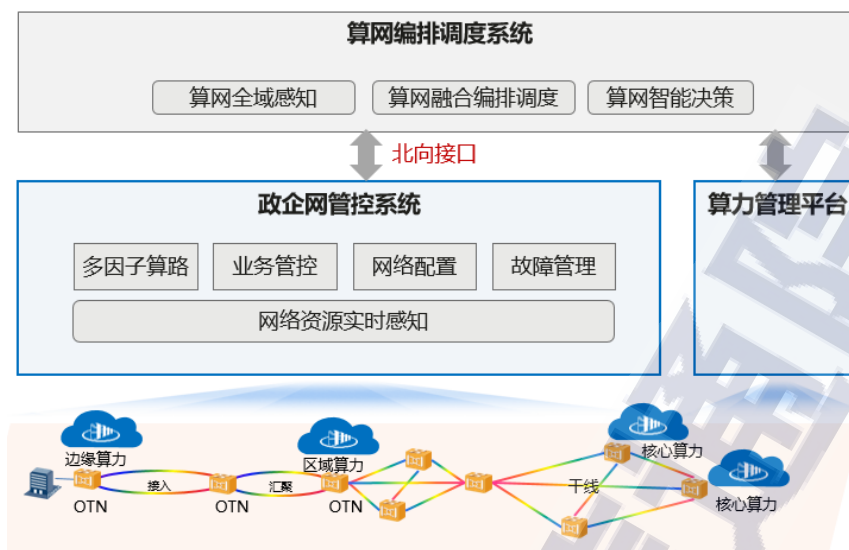 算网编排调度系统
算网全域感知 算网融合编排调度 算网智能决策
北向接口
政企网管控系统 算力管理平台
多因子算路 业务管控 网络配置 故障管理
网络资源实时感知
边缘算力 区域算力 核心算力
接入 汇聚 干线
OTN OTN OTN 核心算力